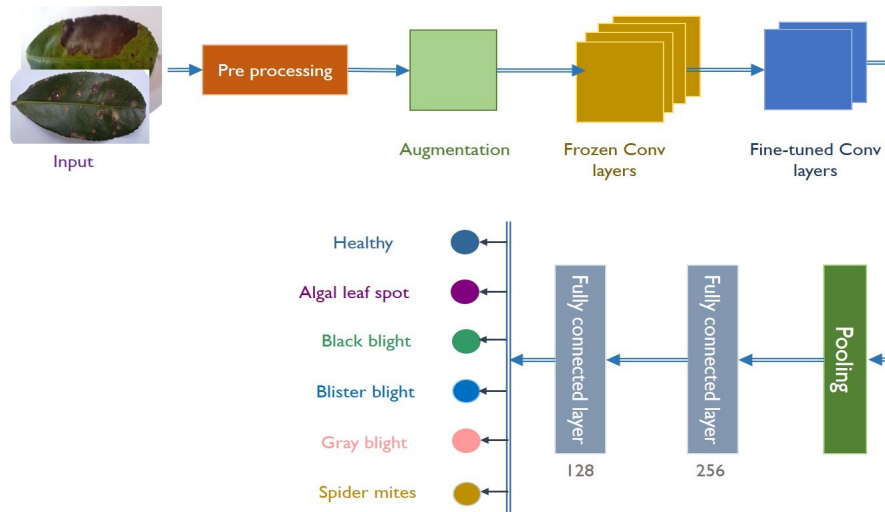 Pre processing
Input
Augmentation
Frozen Conv
layers
Fine-tuned Conv
layers
Healthy
Algal leaf spot
Black blight
Blister blight
Gray blight
Spider mites
Fully connected layer
128
Fully connected layer
256
Pooling